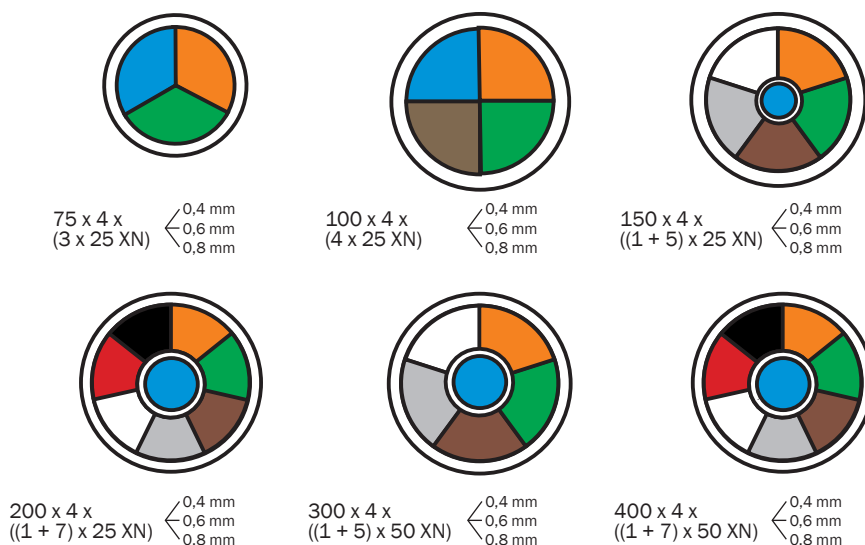 75 x 4 x
(3 x 25 XN)
0,4 mm
0,6 mm
0,8 mm
100 x 4 x
(4 x 25 XN)
0,4 mm
0,6 mm
0,8 mm
150 x 4 x
((1 + 5) x 25 XN)
0,4 mm
0,6 mm
0,8 mm
200 x 4 x
((1 + 7) x 25 XN)
0,4 mm
0,6 mm
0,8 mm
300 x 4 x
((1 + 5) x 50 XN)
0,4 mm
0,6 mm
0,8 mm
400 x 4 x
((1 + 7) x 50 XN)
0,4 mm
0,6 mm
0,8 mm